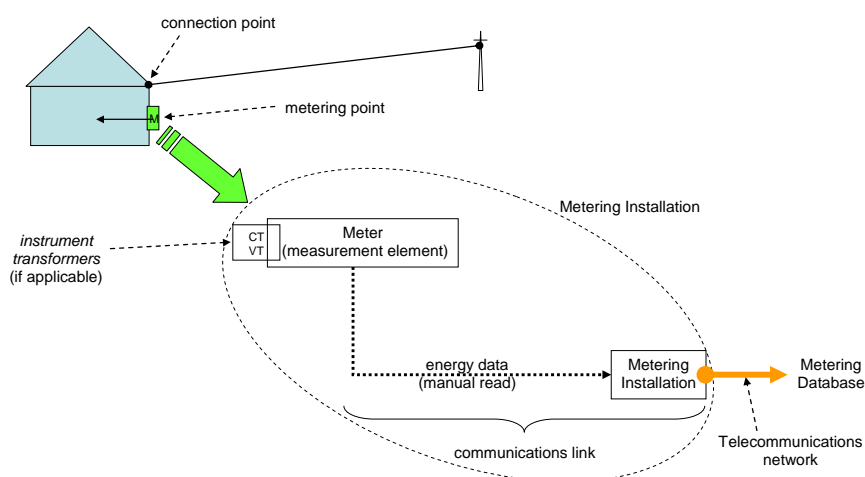 connection point
metering point
M
Metering Installation
CT
VT
Meter
(measurement element)
instrument
transformers
(if applicable)
energy data
(manual read)
Metering
Installation
Metering
Database
communications link
Telecommunications
network